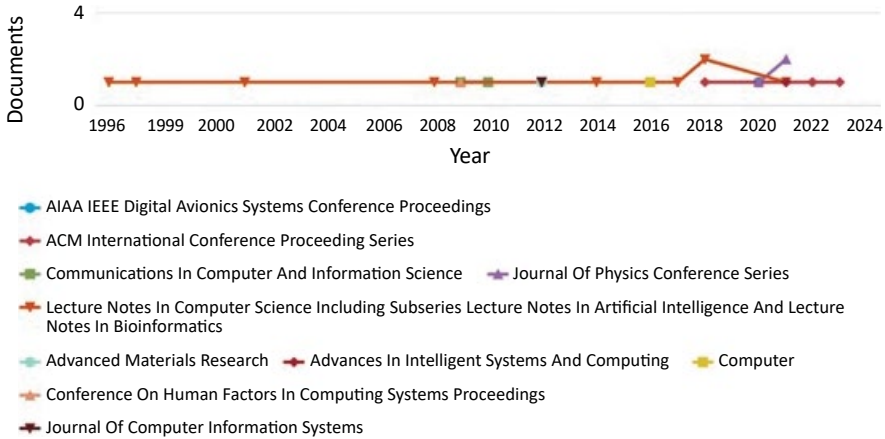 4
Documents
0
1996 1999 2000 2002 2004 2006 2008 2010 2012 2014 2016 2018 2020 2022 2024
Year
AIAA IEEE Digital Avionics Systems Conference Proceedings
ACM International Conference Proceeding Series
Communications In Computer And Information Science Journal Of Physics Conference Series
Lecture Notes In Computer Science Including Subseries Lecture Notes In Artificial Intelligence And Lecture
Notes In Bioinformatics
Advanced Materials Research Advances In Intelligent Systems And Computing Computer
Conference On Human Factors In Computing Systems Proceedings
Journal Of Computer Information Systems